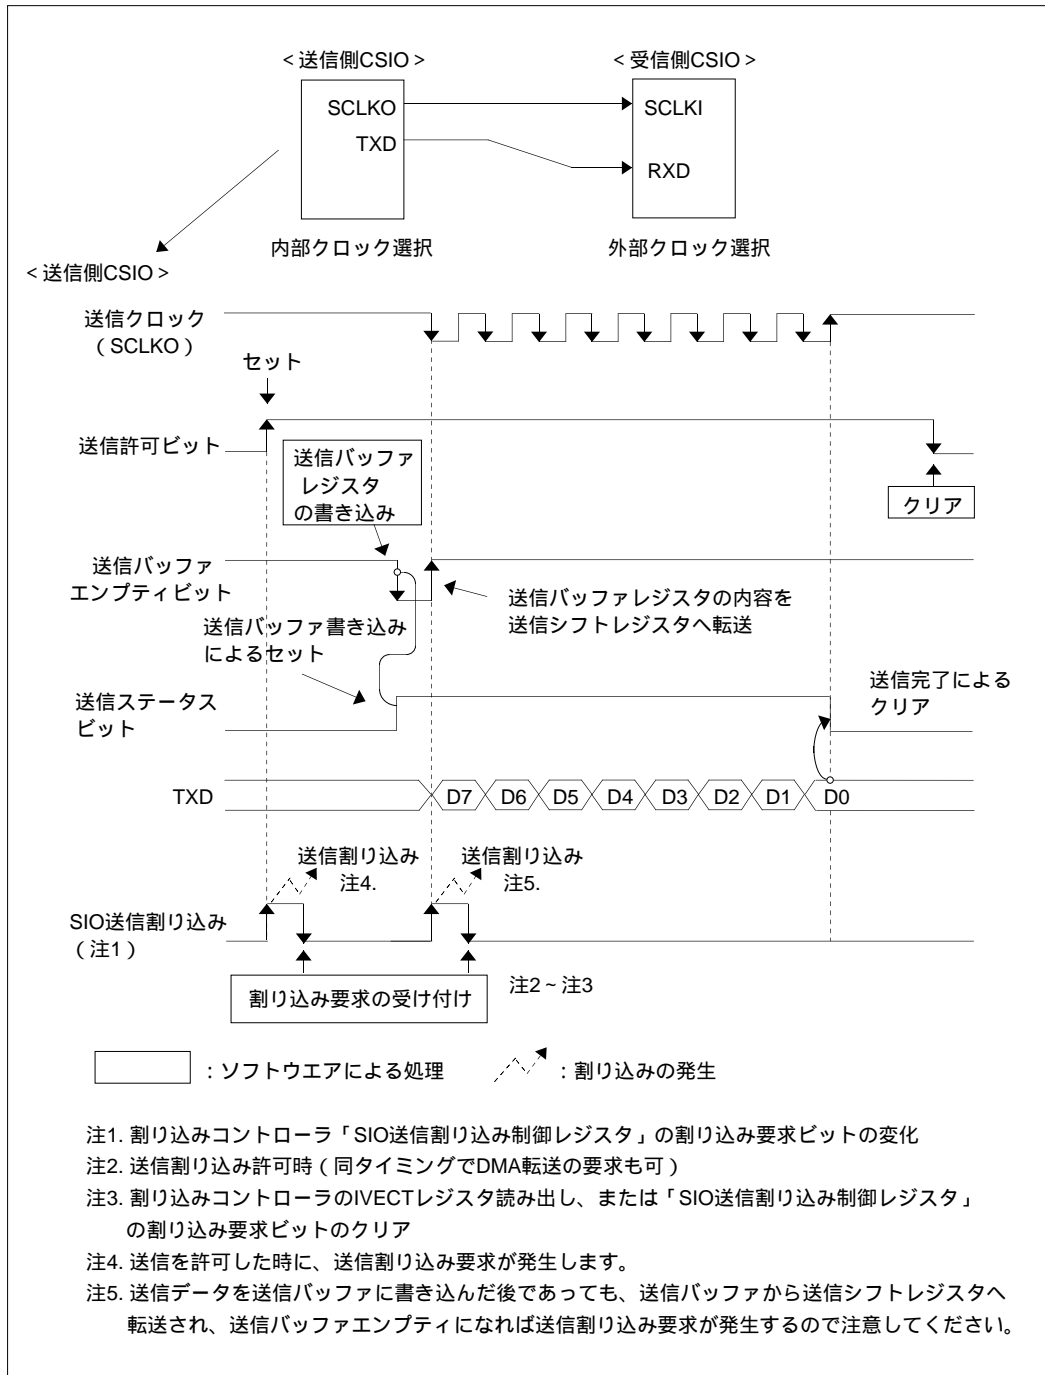 ＜送信側CSIO＞
＜受信側CSIO＞
SCLKO
TXD
SCLKI
RXD
内部クロック選択
外部クロック選択
＜送信側CSIO＞
送信クロック
（SCLKO）
セット
送信許可ビット
送信バッファ
レジスタ
の書き込み
クリア
送信バッファ
エンプティビット
送信バッファレジスタの内容を
送信シフトレジスタへ転送
送信バッファ書き込み
によるセット
送信ステータス
ビット
送信完了による
クリア
TXD
D7 D6 D5 D4 D3 D2 D1 D0
送信割り込み
注4.
送信割り込み
注5.
SIO送信割り込み
（注1）
割り込み要求の受け付け
注2～注3
：ソフトウエアによる処理
：割り込みの発生
注1. 割り込みコントローラ「SIO送信割り込み制御レジスタ」の割り込み要求ビットの変化
注2. 送信割り込み許可時（同タイミングでDMA転送の要求も可）
注3. 割り込みコントローラのIVECTレジスタ読み出し、または「SIO送信割り込み制御レジスタ」
の割り込み要求ビットのクリア
注4. 送信を許可した時に、送信割り込み要求が発生します。
注5. 送信データを送信バッファに書き込んだ後であっても、送信バッファから送信シフトレジスタへ
転送され、送信バッファエンプティになれば送信割り込み要求が発生するので注意してください。